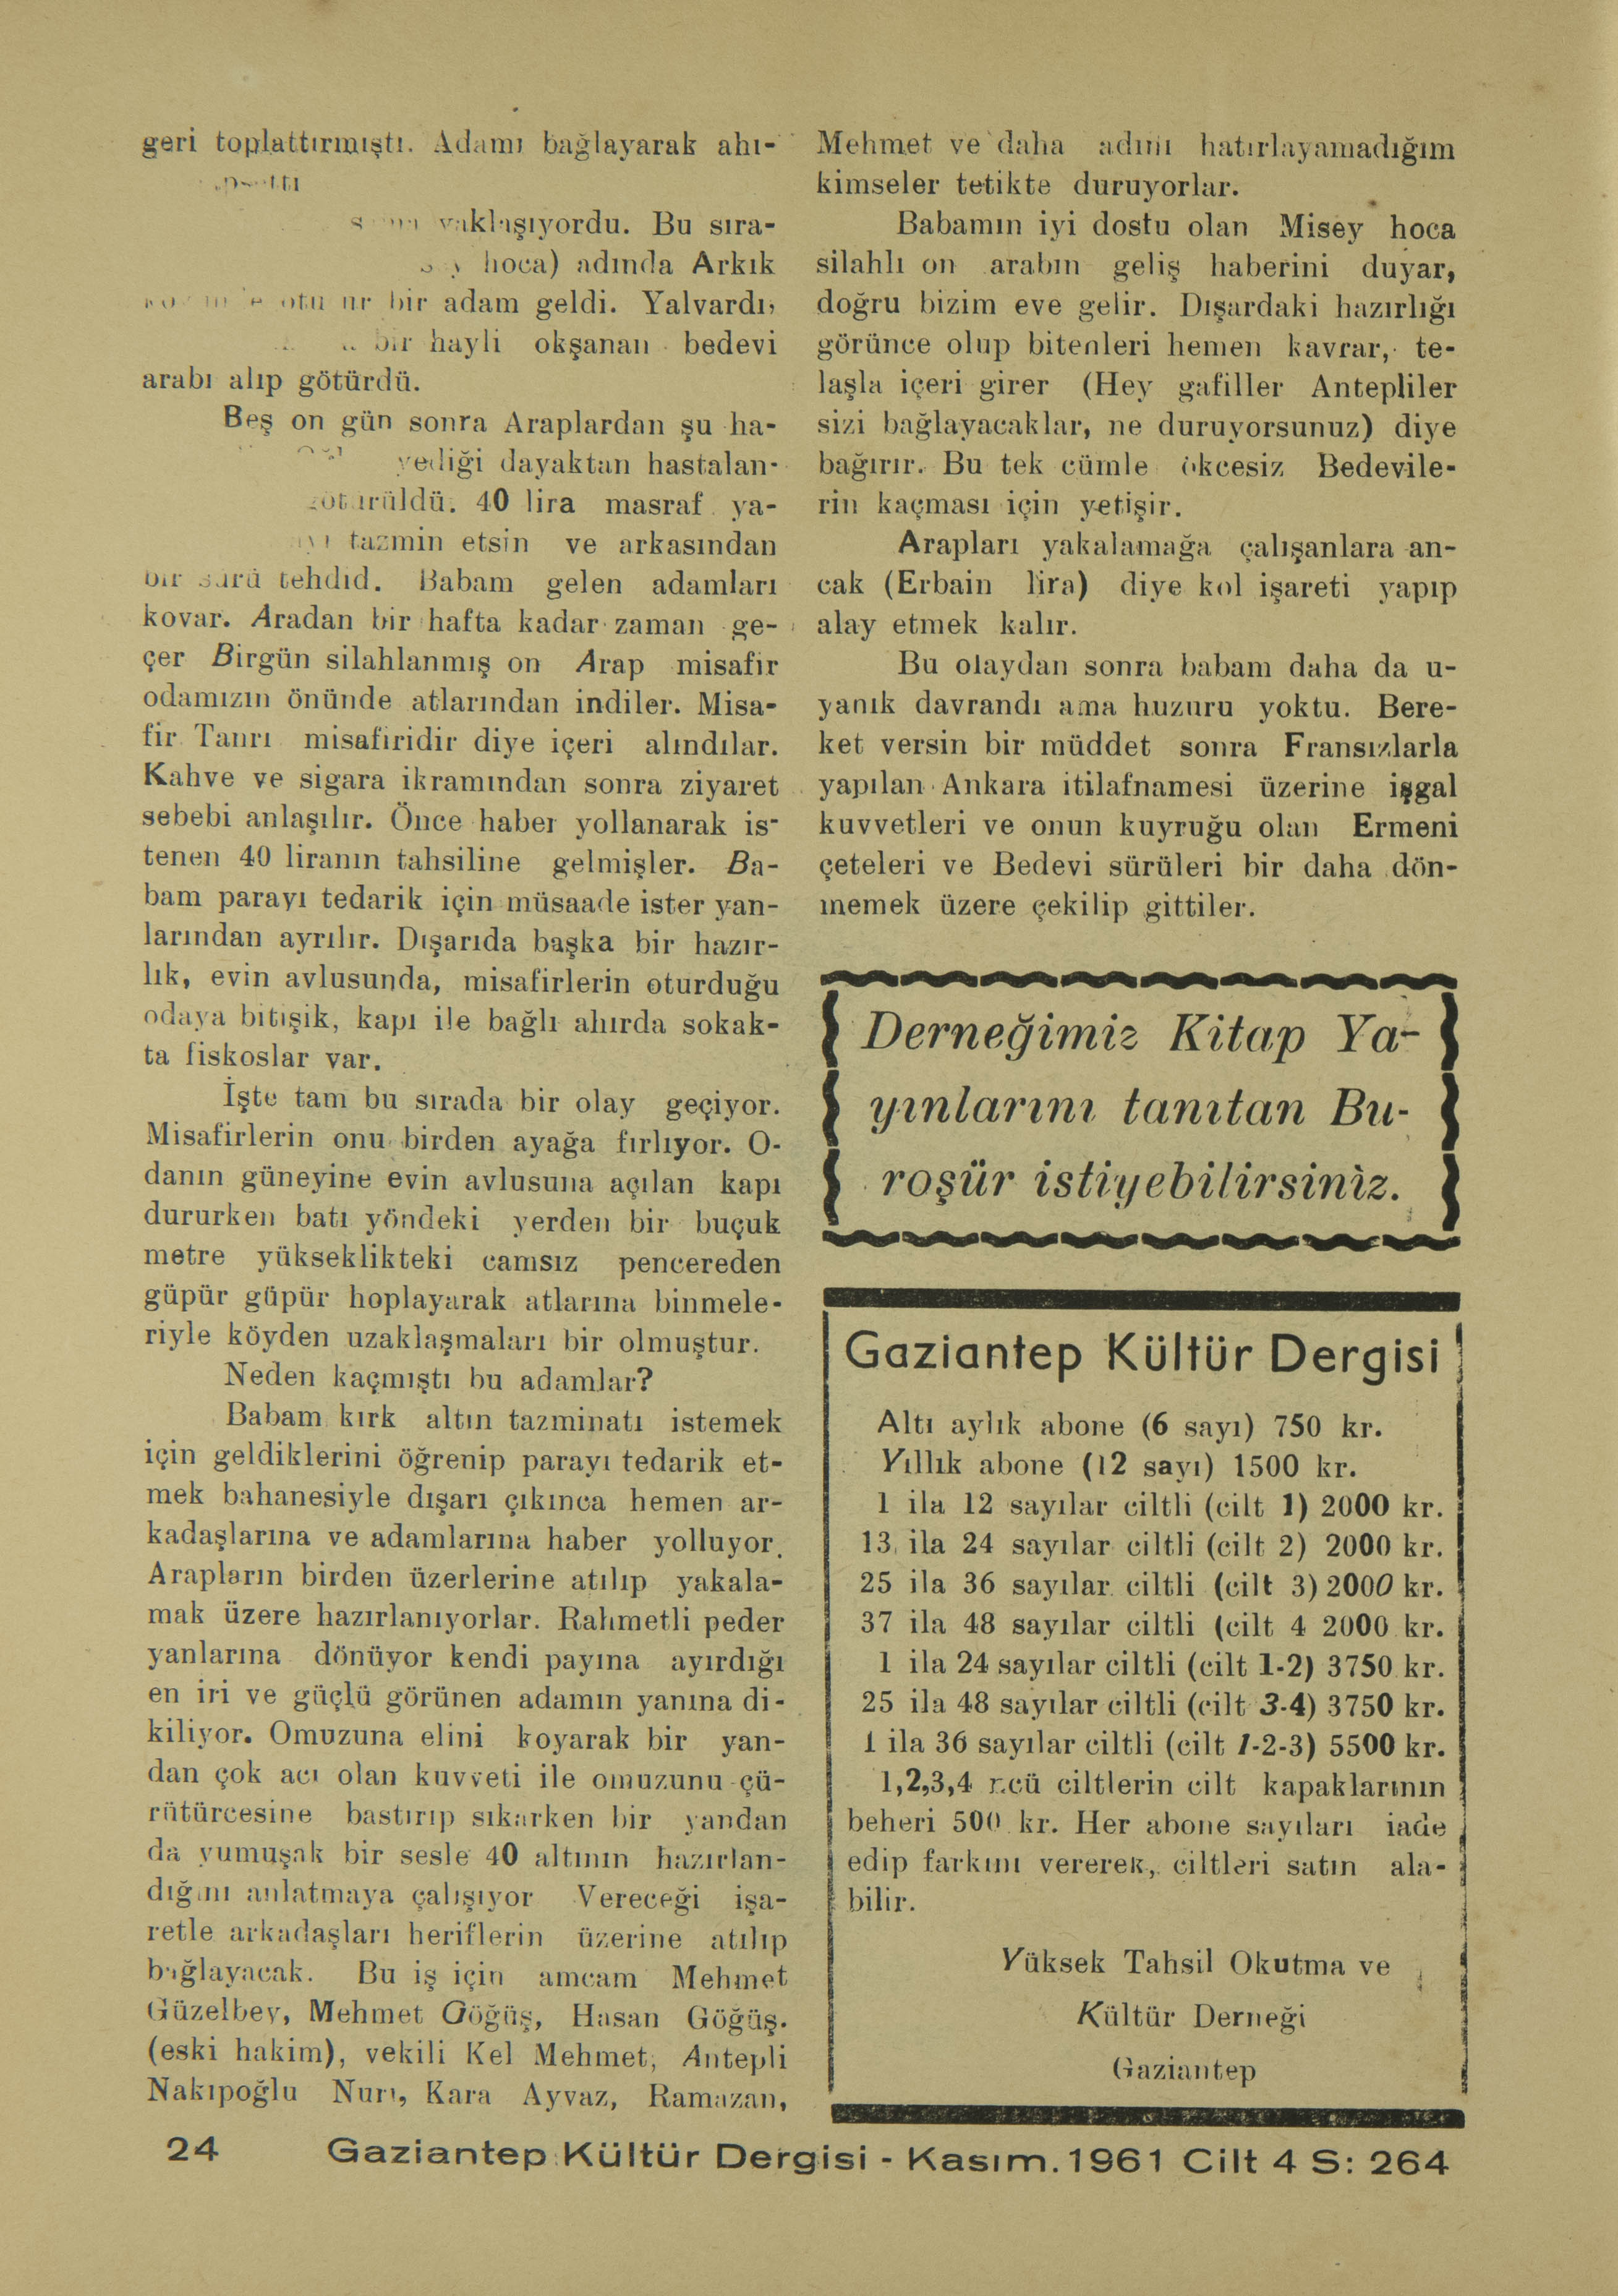 geri toplattırmıştı. Adamı bağlayarak ahı-
yaklaşıyordu. Bu sıra-
hoca) adında Arkık
bir adam geldi. Yalvardı,
bir hayli okşanan bedevi
arabı alıp götürdü.
Beş on gün sonra Araplardan şu ha-
yediği dayaktan hastalan-
götürüldü. 40 lira masraf ya-
tazmin etsin ve arkasından
bir sürü tehdid. Babam gelen adamları
kovar. Aradan bir hafta kadar zaman ge-
çer Birgün silahlanmış on Arap misafir
odamızın önünde atlarından indiler. Misa-
fir Tanrı misafiridir diye içeri alındılar.
Kahve ve sigara ikramından sonra ziyaret
sebebi anlaşılır. Önce haber yollanarak is-
tenen 40 liranın tahsiline gelmişler. Ba-
bam parayı tedarik için müsaade ister yan-
larından ayrılır. Dışarıda başka bir hazır-
lık, evin avlusunda, misafirlerin oturduğu
odaya bitişik, kapı ile bağlı ahırda sokak-
ta fiskoslar var.
İşte tam bu sırada bir olay geçiyor.
Misafirlerin onu birden ayağa fırlıyor. O-
danın güneyine evin avlusuna açılan kapı
dururken batı yöndeki yerden bir buçuk
metre yükseklikteki camsız pencereden
güpür güpür hoplayarak atlarına binmele-
riyle köyden uzaklaşmaları bir olmuştur.
Neden kaçmıştı bu adamlar?
Babam kırk altın tazminatı istemek
için geldiklerini öğrenip parayı tedarik et-
mek bahanesiyle dışarı çıkınca hemen ar-
kadaşlarına ve adamlarına haber yolluyor.
Arapların birden üzerlerine atılıp yakala-
mak üzere hazırlanıyorlar. Rahmetli peder
yanlarına dönüyor kendi payına ayırdığı
en iri ve güçlü görünen adamın yanına di-
kiliyor. Omuzuna elini koyarak bir yan-
dan çok acı olan kuvveti ile omuzunu çü-
rütürcesine bastırıp sıkarken bir yandan
da yumuşak bir sesle 40 altının hazırlan-
dığını anlatmaya çalışıyor Vereceği işa-
retle arkadaşları heriflerin üzerine atılıp
bağlayacak. Bu iş için amcam Mehmet
Güzelbey, Mehmet Göğüş, Hasan Göğüş.
(eski hakim), vekili Kel Mehmet, Antepli
Nakıpoğlu Nuri, Kara Ayvaz, Ramazan,
Mehmet ve daha adını hatırlayamadığım
kimseler tetikte duruyorlar.
Babamın iyi dostu olan Misey hoca
silahlı on arabın geliş haberini duyar,
doğru bizim eve gelir. Dışardaki hazırlığı
görünce olup bitenleri hemen kavrar, te-
laşla içeri girer (Hey gafiller Antepliler
sizi bağlayacaklar, ne duruyorsunuz) diye
bağırır. Bu tek cümle ökcesiz Bedevile-
rin kaçması için yetişir.
Arapları yakalamağa çalışanlara an-
cak (Erbain lira) diye kol işareti yapıp
alay etmek kalır.
Bu olaydan sonra babam daha da u-
yanık davrandı ama huzuru yoktu. Bere-
ket versin bir müddet sonra Fransızlarla
yapılan Ankara itilafnamesi üzerine işgal
kuvvetleri ve onun kuyruğu olan Ermeni
çeteleri ve Bedevi sürüleri bir daha dön-
memek üzere çekilip gittiler.
Derneğimiz Kitap Ya-
yınlarını tanıtan Bu-
roşür istiyebilirsiniz.
Gaziantep Kültür Dergisi
Altı aylık abone (6 sayı) 750 kr.
Yıllık abone (12 sayı) 1500 kr.
1 ila 12 sayılar ciltli (cilt 1) 2000 kr.
13 ila 24 sayılar ciltli (cilt 2) 2000 kr.
25 ila 36 sayılar ciltli (cilt 3) 2000 kr.
37 ila 48 sayılar ciltli (cilt 4 2000 kr.
1 ila 24 sayılar ciltli (cilt 1-2) 3750 kr.
25 ila 48 sayılar ciltli (cilt 3-4) 3750 kr.
1 ila 36 sayılar ciltli (cilt 1-2-3) 5500 kr.
1,2,3,4 ncü ciltlerin cilt kapaklarının
beheri 500 kr. Her abone sayıları iade
edip farkını vererek, ciltleri satın ala-
bilir.
Yüksek Tahsil Okutma ve
Kültür Derneği
Gaziantep
24 Gaziantep Kültür Dergisi - Kasım. 1961 Cilt 4 S: 264